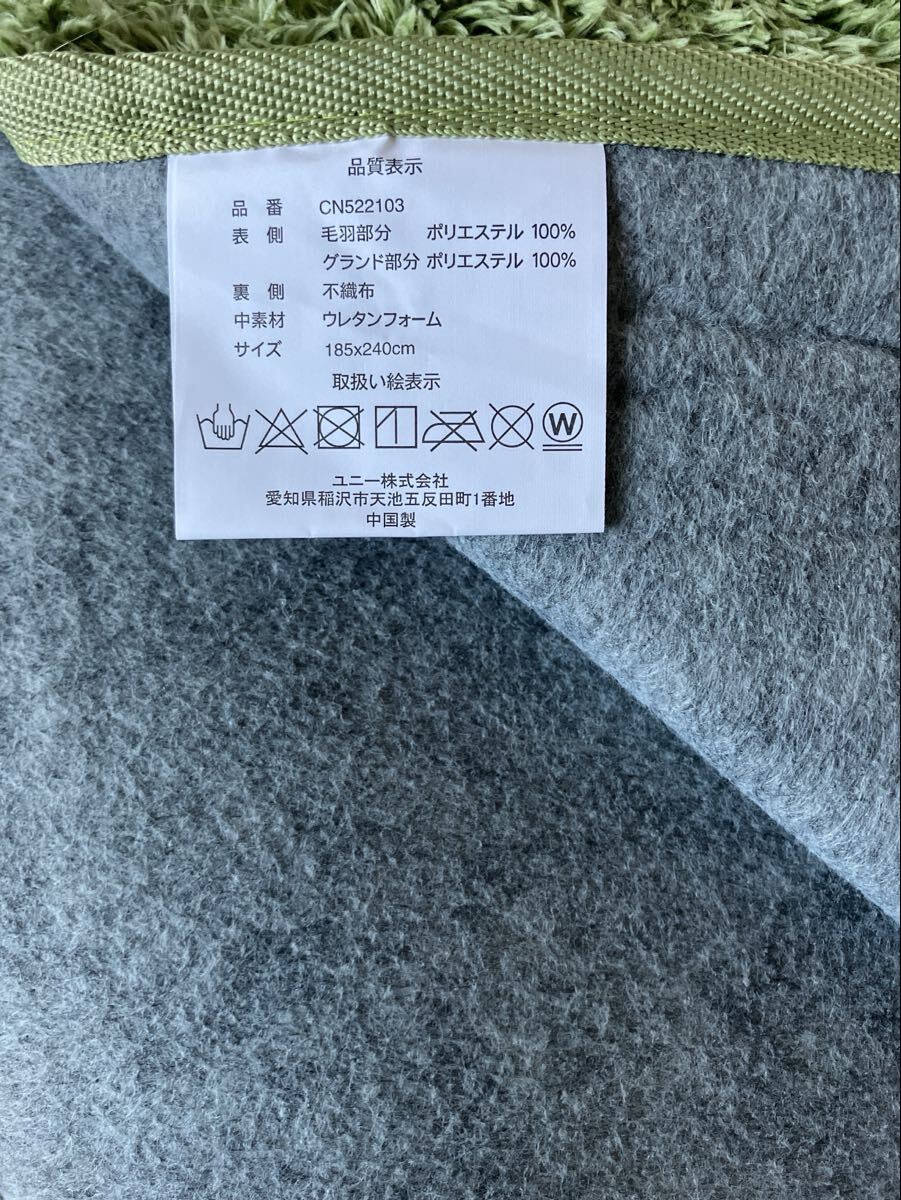 品質表示
品 番 CN522103
表 側 毛羽部分 ポリエステル 100%
グランド部分 ポリエステル 100%
裏 側 不織布
中素材 ウレタンフォーム
サイズ 185x240cm
取扱い絵表示
W
ユニー株式会社
愛知県稲沢市天池五反田町1番地
中国製